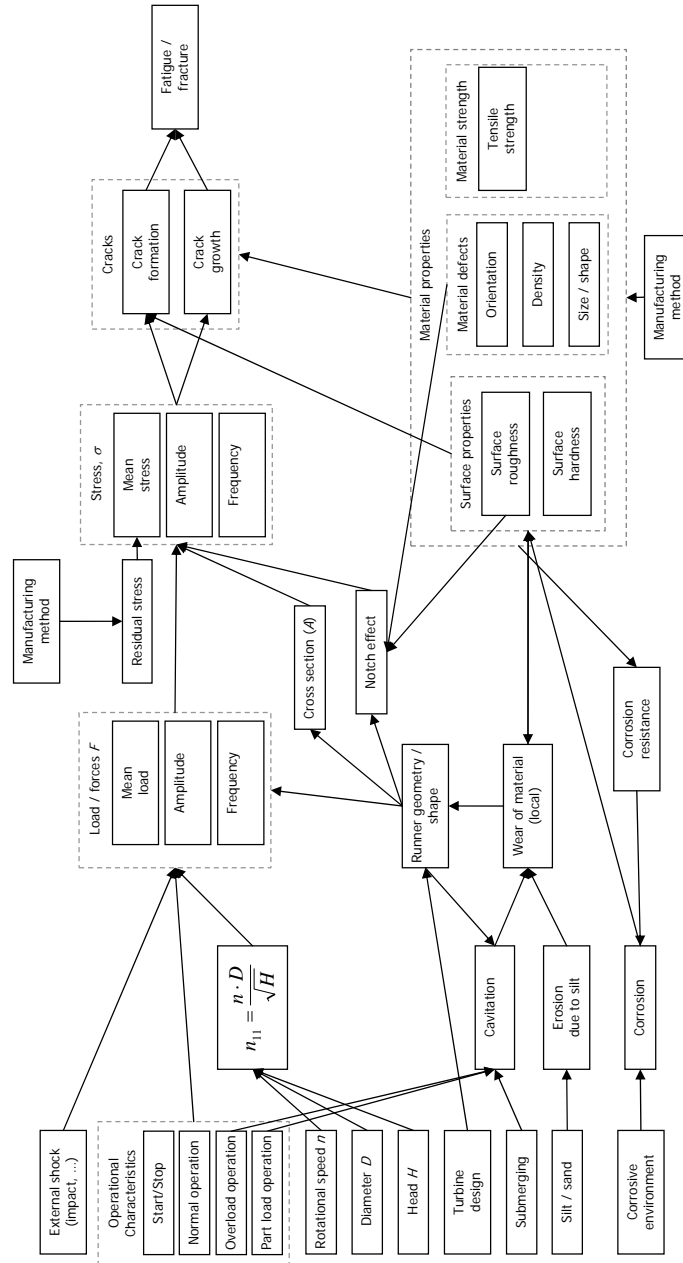 External shock
(impact, ...)
Operational
Characteristics
Start/Stop
Normal operation
Overload operation
Part load operation
Rotational speed n
Diameter D
Head H
Turbine
design
Submerging
Silt / sand
Corrosive
environment
n₁₁ = n · D / √H
Cavitation
Erosion
due to silt
Corrosion
Load / forces F
Mean
load
Amplitude
Frequency
Runner geometry /
shape
Wear of material
(local)
Corrosion
resistance
Manufacturing
method
Residual stress
Cross section (A)
Notch effect
Stress, σ
Mean
stress
Amplitude
Frequency
Cracks
Crack
formation
Crack
growth
Fatigue /
fracture
Material properties
Surface properties
Surface
roughness
Surface
hardness
Material defects
Orientation
Density
Size / shape
Material strength
Tensile
strength
Manufacturing
method